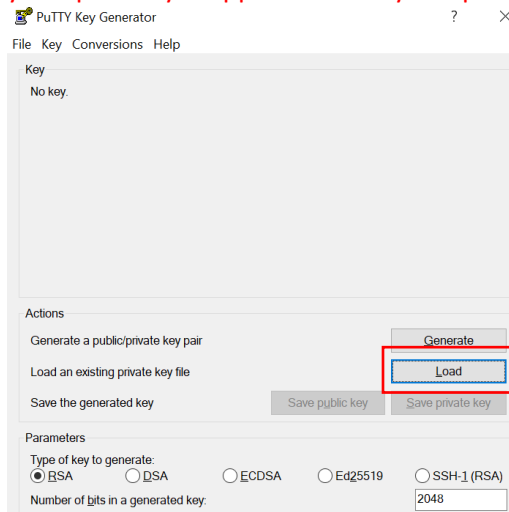 PuTTY Key Generator ?
File Key Conversions Help
Key
No key.
Actions
Generate a public/private key pair Generate
Load an existing private key file Load
Save the generated key Save public key Save private key
Parameters
Type of key to generate:
RSA DSA ECDSA Ed25519 SSH-1 (RSA)
Number of bits in a generated key: 2048